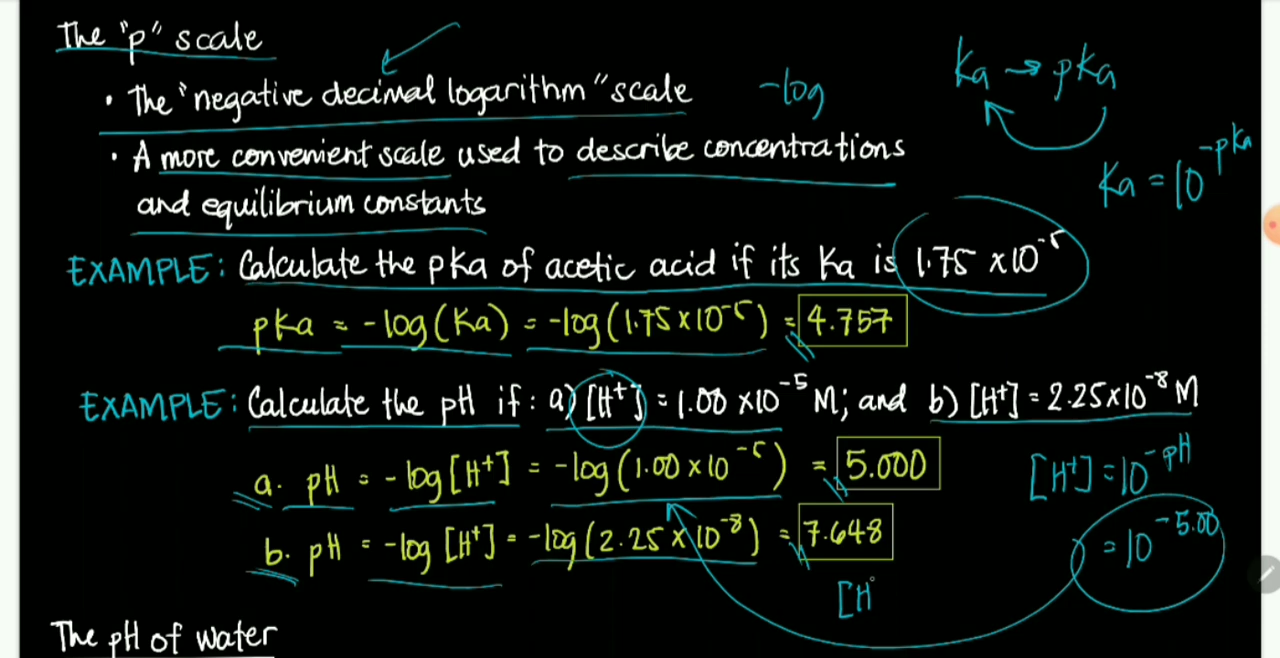 The "p" scale
• The "negative decimal logarithm" scale -log
Ka → pKa
• A more convenient scale used to describe concentrations
and equilibrium constants
Ka = 10^-pKa
EXAMPLE: Calculate the pKa of acetic acid if its Ka is 1.75 x10^-5
pKa = -log(Ka) = -log(1.75x10^-5) = 4.757
EXAMPLE: Calculate the pH if: a) [H+] = 1.00 x10^-5 M; and b) [H+] = 2.25x10^-8 M
a. pH = -log[H+] = -log(1.00x10^-5) = 5.000
[H+] = 10^-pH
b. pH = -log [H+] = -log(2.25x10^-8) = 7.648
= 10^-5.00
[H
The pH of water